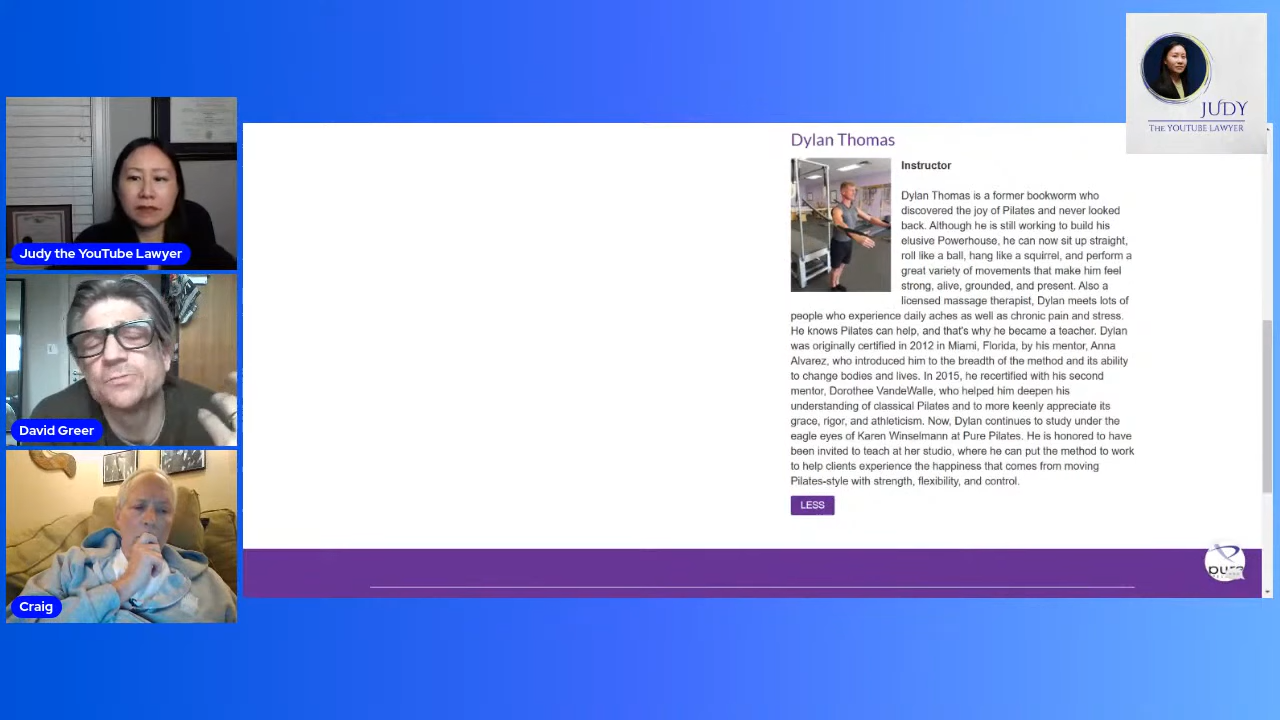 JUDY
THE YOUTUBE LAWYER
Judy the YouTube Lawyer
David Greer
Craig
Dylan Thomas
Instructor
Dylan Thomas is a former bookworm who
discovered the joy of Pilates and never looked
back. Although he is still working to build his
elusive Powerhouse, he can now sit up straight,
roll like a ball, hang like a squirrel, and perform a
great variety of movements that make him feel
strong, alive, grounded, and present. Also a
licensed massage therapist, Dylan meets lots of
people who experience daily aches as well as chronic pain and stress.
He knows Pilates can help, and that's why he became a teacher. Dylan
was originally certified in 2012 in Miami, Florida, by his mentor, Anna
Alvarez, who introduced him to the breadth of the method and its ability
to change bodies and lives. In 2015, he recertified with his second
mentor, Dorothee VandeWalle, who helped him deepen his
understanding of classical Pilates and to more keenly appreciate its
grace, rigor, and athleticism. Now, Dylan continues to study under the
eagle eyes of Karen Winselmann at Pure Pilates. He is honored to have
been invited to teach at her studio, where he can put the method to work
to help clients experience the happiness that comes from moving
Pilates-style with strength, flexibility, and control.
LESS